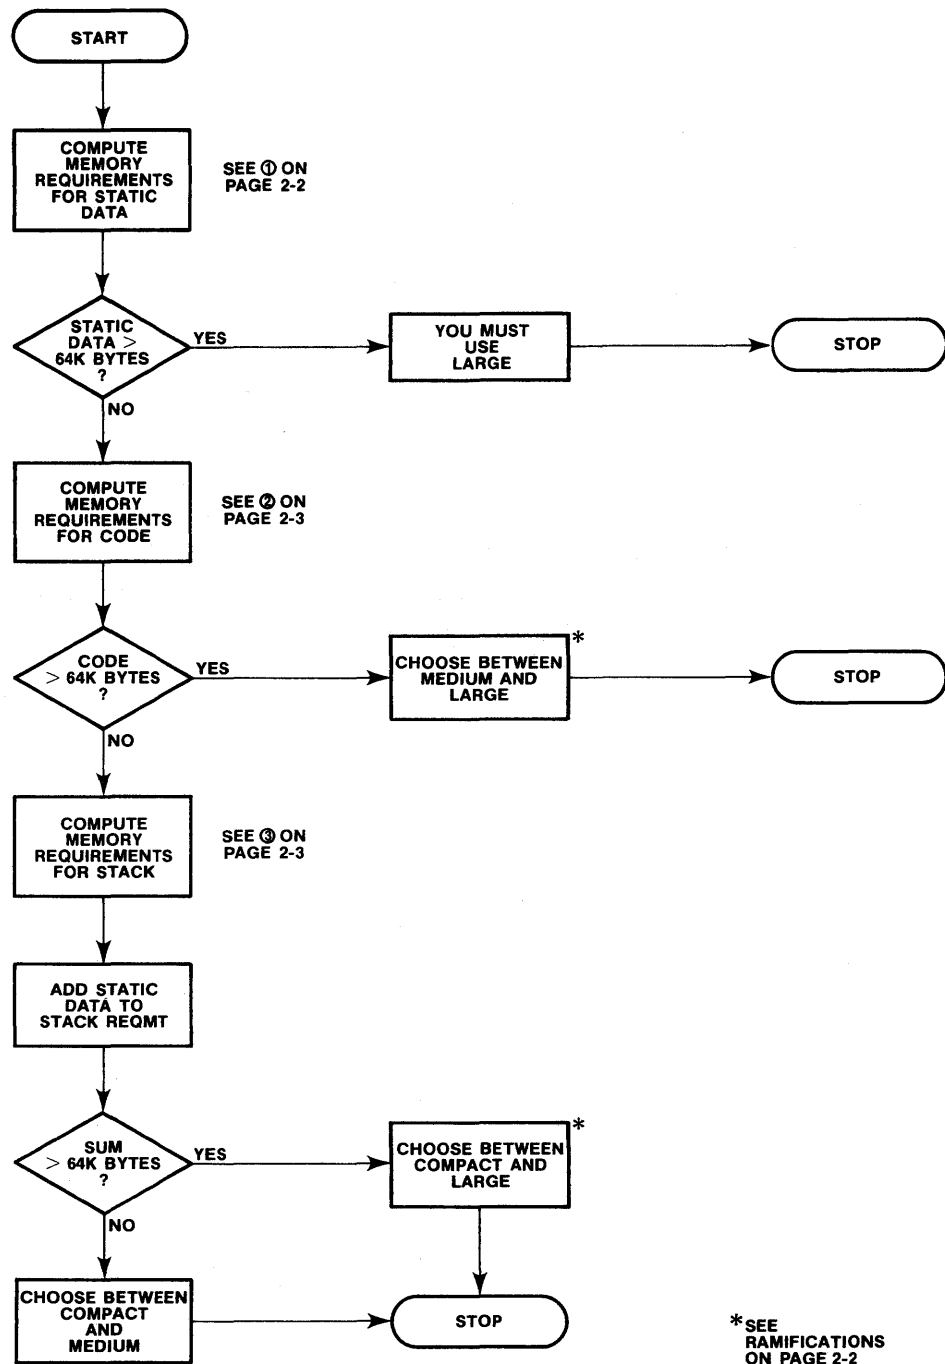 START
COMPUTE
MEMORY
REQUIREMENTS
FOR STATIC
DATA
SEE ① ON
PAGE 2-2
STATIC
DATA >
64K BYTES
?
YES
YOU MUST
USE
LARGE
STOP
NO
COMPUTE
MEMORY
REQUIREMENTS
FOR CODE
SEE ② ON
PAGE 2-3
CODE
> 64K BYTES
?
YES
CHOOSE BETWEEN
MEDIUM AND
LARGE
*
STOP
NO
COMPUTE
MEMORY
REQUIREMENTS
FOR STACK
SEE ③ ON
PAGE 2-3
ADD STATIC
DATA TO
STACK REQMT
SUM
> 64K BYTES
?
YES
CHOOSE BETWEEN
COMPACT AND
LARGE
*
NO
CHOOSE BETWEEN
COMPACT
AND
MEDIUM
STOP
*SEE
RAMIFICATIONS
ON PAGE 2-2